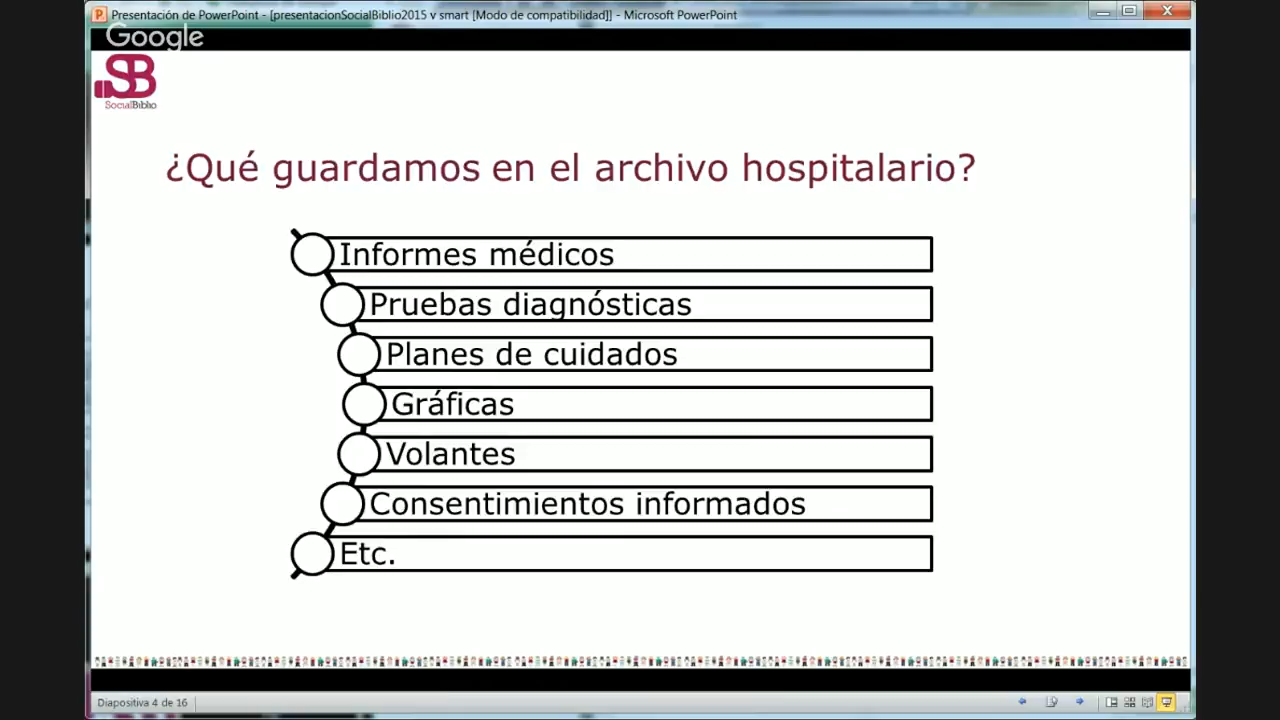 Presentación de PowerPoint - [presentacionSocialBiblio2015 v smart [Modo de compatibilidad]] - Microsoft PowerPoint
Google
SB
SocialBiblio
¿Qué guardamos en el archivo hospitalario?
Informes médicos
Pruebas diagnósticas
Planes de cuidados
Gráficas
Volantes
Consentimientos informados
Etc.
Diapositiva 4 de 16